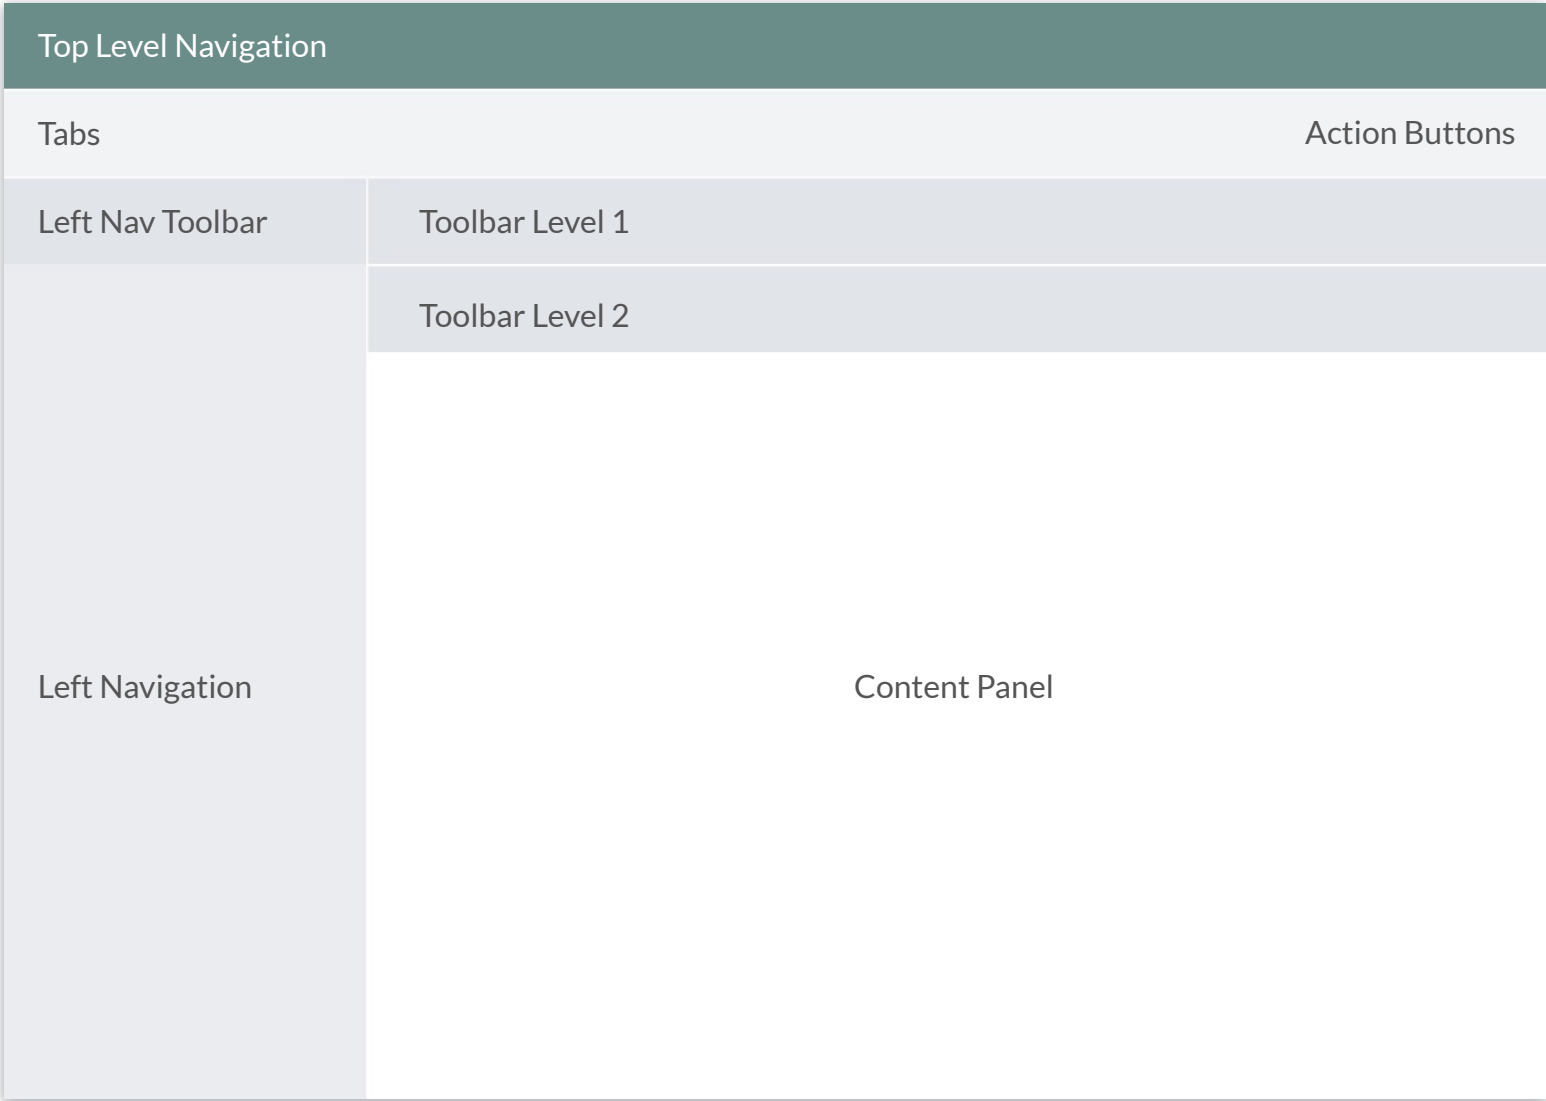 Top Level Navigation
Tabs
Action Buttons
Left Nav Toolbar
Toolbar Level 1
Toolbar Level 2
Left Navigation
Content Panel